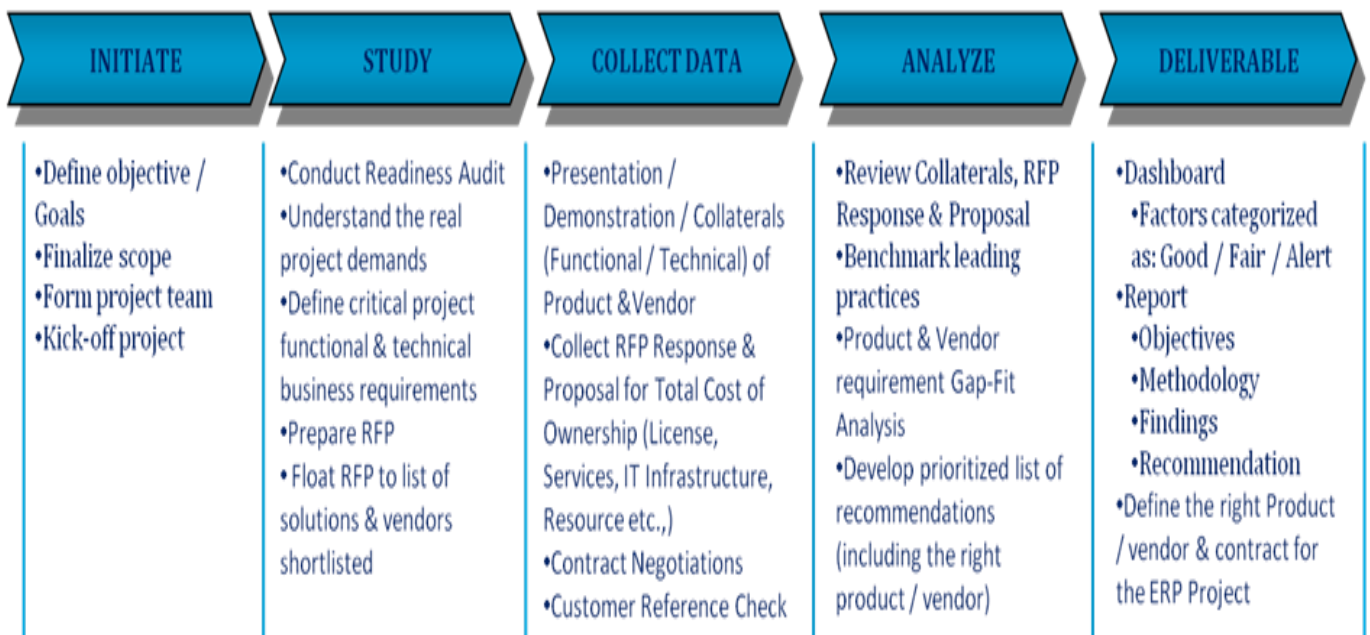 INITIATE
STUDY
COLLECT DATA
ANALYZE
DELIVERABLE
•Define objective /
Goals
•Finalize scope
•Form project team
•Kick-off project
•Conduct Readiness Audit
•Understand the real
project demands
•Define critical project
functional & technical
business requirements
•Prepare RFP
• Float RFP to list of
solutions & vendors
shortlisted
•Presentation /
Demonstration / Collaterals
(Functional / Technical) of
Product &Vendor
•Collect RFP Response &
Proposal for Total Cost of
Ownership (License,
Services, IT Infrastructure,
Resource etc.,)
•Contract Negotiations
•Customer Reference Check
•Review Collaterals, RFP
Response & Proposal
•Benchmark leading
practices
•Product & Vendor
requirement Gap-Fit
Analysis
•Develop prioritized list of
recommendations
(including the right
product / vendor)
•Dashboard
•Factors categorized
as: Good / Fair / Alert
•Report
•Objectives
•Methodology
•Findings
•Recommendation
•Define the right Product
/ vendor & contract for
the ERP Project